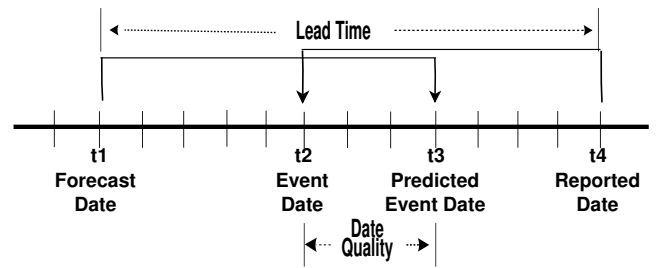 Lead Time
t1
Forecast
Date
t2
Event
Date
t3
Predicted
Event Date
t4
Reported
Date
Date
Quality